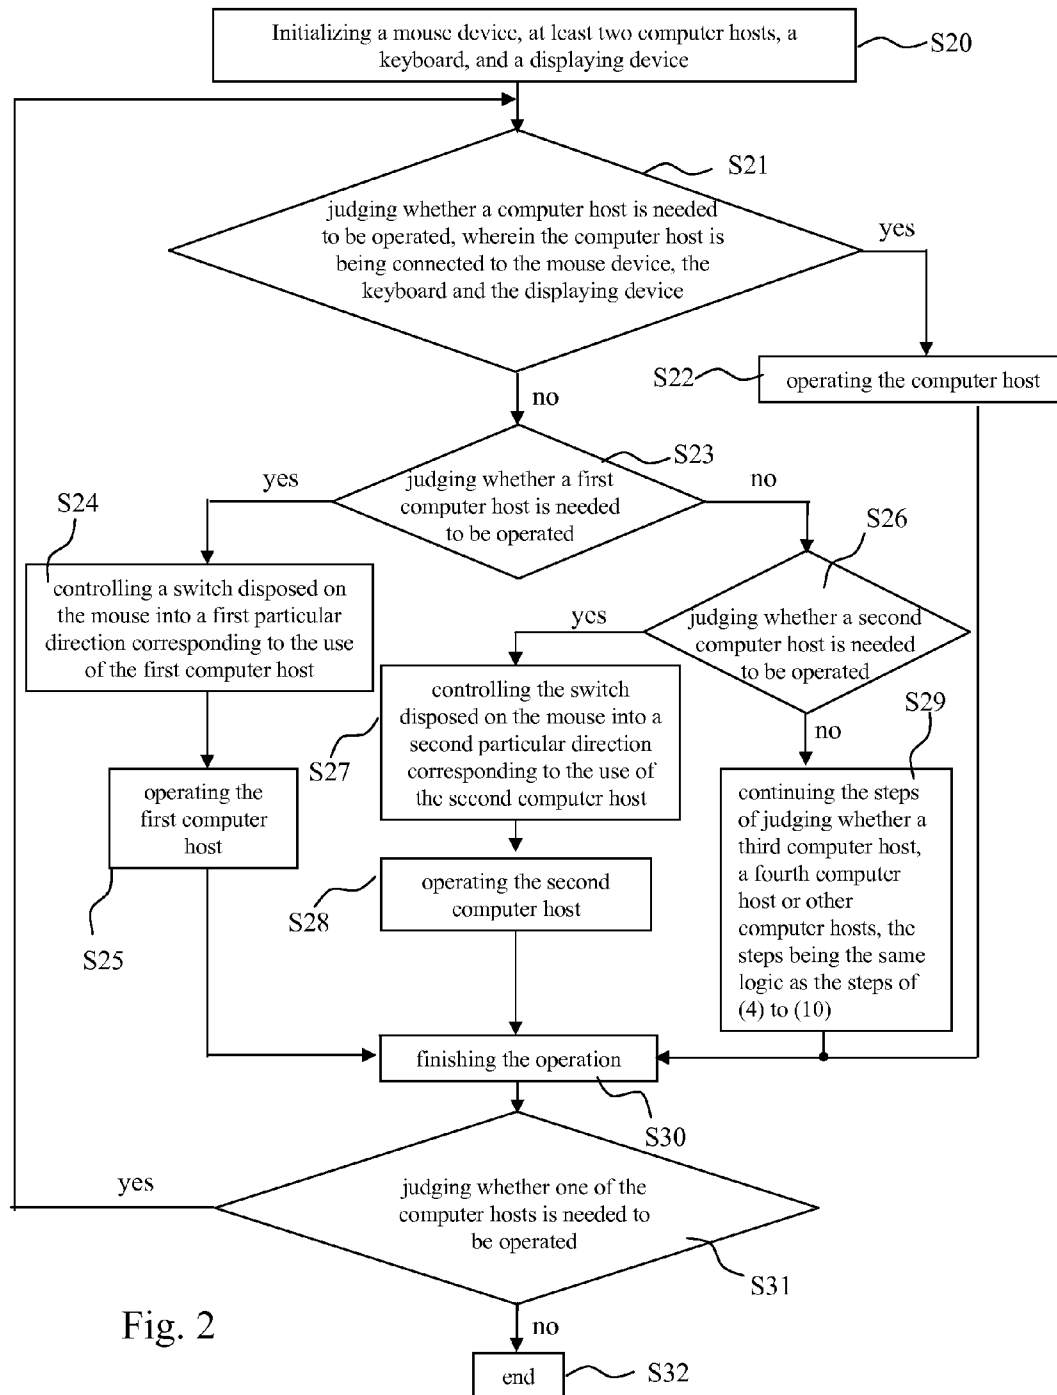 Initializing a mouse device, at least two computer hosts, a
keyboard, and a displaying device
S20
S21
judging whether a computer host is needed
to be operated, wherein the computer host is
being connected to the mouse device, the
keyboard and the displaying device
yes
S22
operating the computer host
no
S23
judging whether a first
computer host is needed
to be operated
yes
no
S24
S26
controlling a switch disposed on
the mouse into a first particular
direction corresponding to the use
of the first computer host
yes
judging whether a second
computer host is needed
to be operated
controlling the switch
disposed on the mouse into a
second particular direction
corresponding to the use of
the second computer host
S27
no
S29
operating the
first computer
host
S25
continuing the steps
of judging whether a
third computer host,
a fourth computer
host or other
computer hosts, the
steps being the same
logic as the steps of
(4) to (10)
operating the second
computer host
S28
finishing the operation
S30
yes
judging whether one of the
computer hosts is needed to
be operated
S31
Fig. 2
no
end
S32